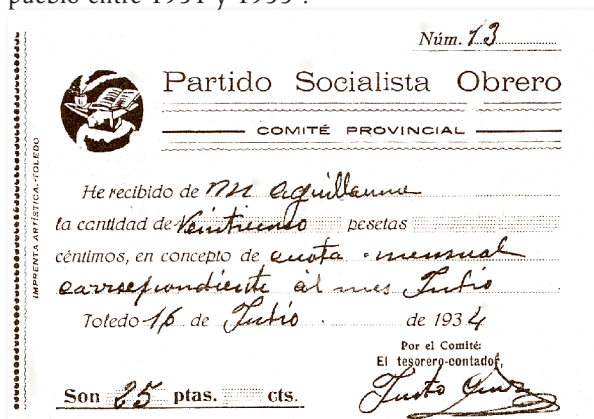 pueblo entre 1931 y 1933 .
Núm. 13
Partido Socialista Obrero
COMITÉ PROVINCIAL
IMPRENTA ARTÍSTICA.-TOLEDO
He recibido de M Aguillaume
la cantidad de Veinticinco pesetas
céntimos, en concepto de cuota mensual
correspondiente al mes Julio
Toledo 16 de Julio de 1934
Por el Comité:
El tesorero-contador,
Son 25 ptas. cts.
Justo